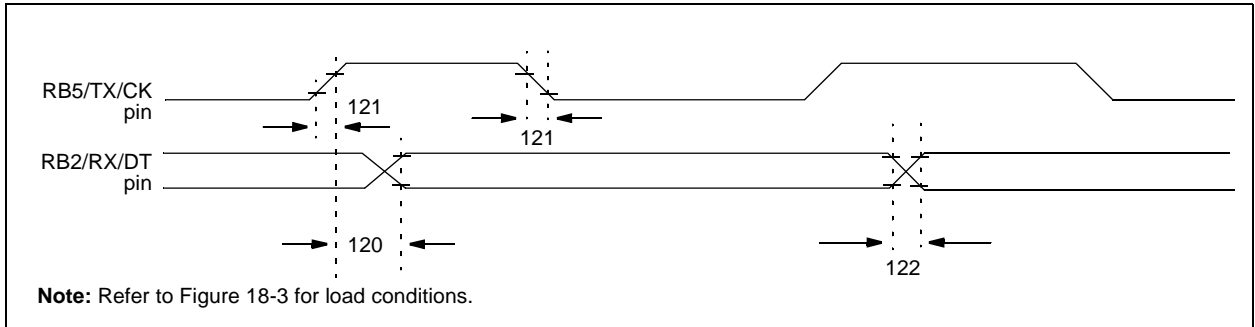 RB5/TX/CK
pin
121
121
RB2/RX/DT
pin
120
122
Note: Refer to Figure 18-3 for load conditions.